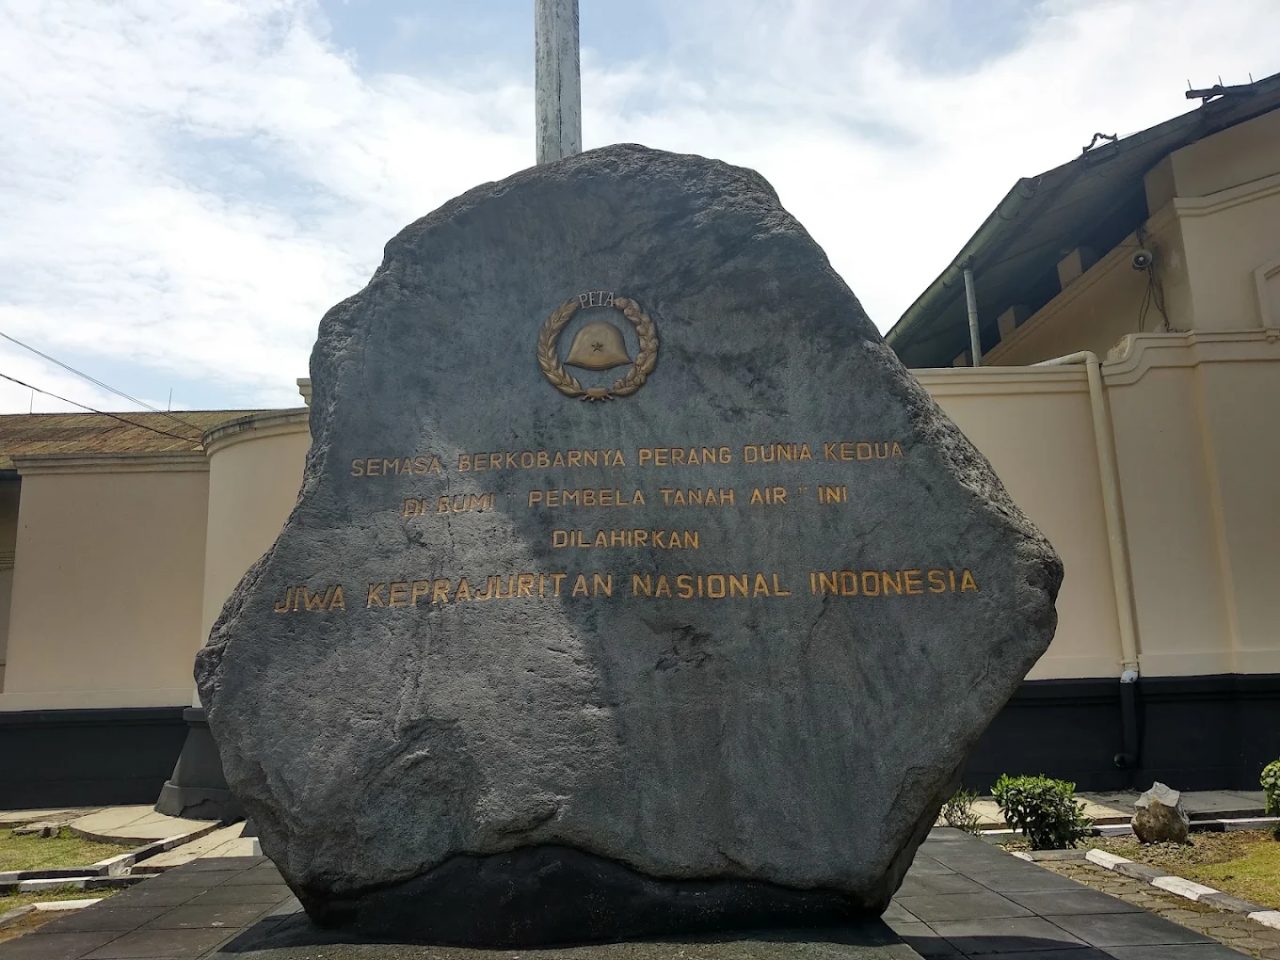 PETA
SEMASA BERKOBARNYA PERANG DUNIA KEDUA
DI BUMI " PEMBELA TANAH AIR " INI
DILAHIRKAN
JIWA KEPRAJURITAN NASIONAL INDONESIA